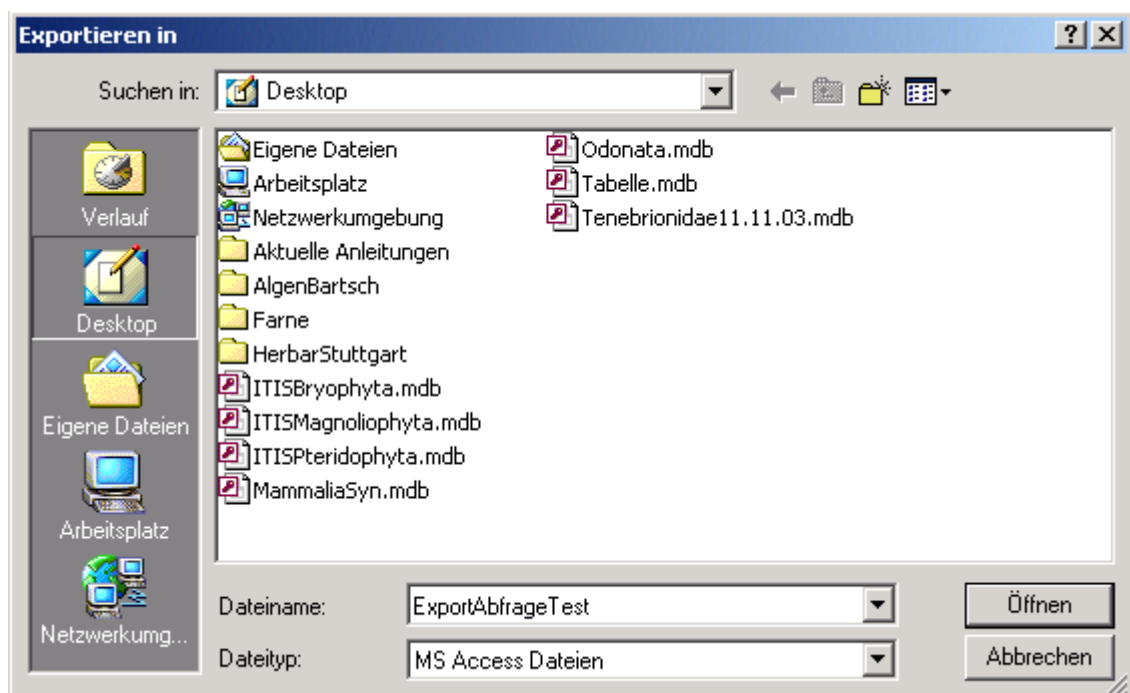 Exportieren in
Suchen in:
Desktop
Verlauf
Desktop
Eigene Dateien
Arbeitsplatz
Netzwerkumg...
Eigene Dateien
Arbeitsplatz
Netzwerkumgebung
Aktuelle Anleitungen
AlgenBartsch
Farne
HerbarStuttgart
ITISBryophyta.mdb
ITISMagnoliophyta.mdb
ITISPteridophyta.mdb
MammaliaSyn.mdb
Odonata.mdb
Tabelle.mdb
Tenebrionidae11.11.03.mdb
Dateiname:
ExportAbfrageTest
Öffnen
Dateityp:
MS Access Dateien
Abbrechen